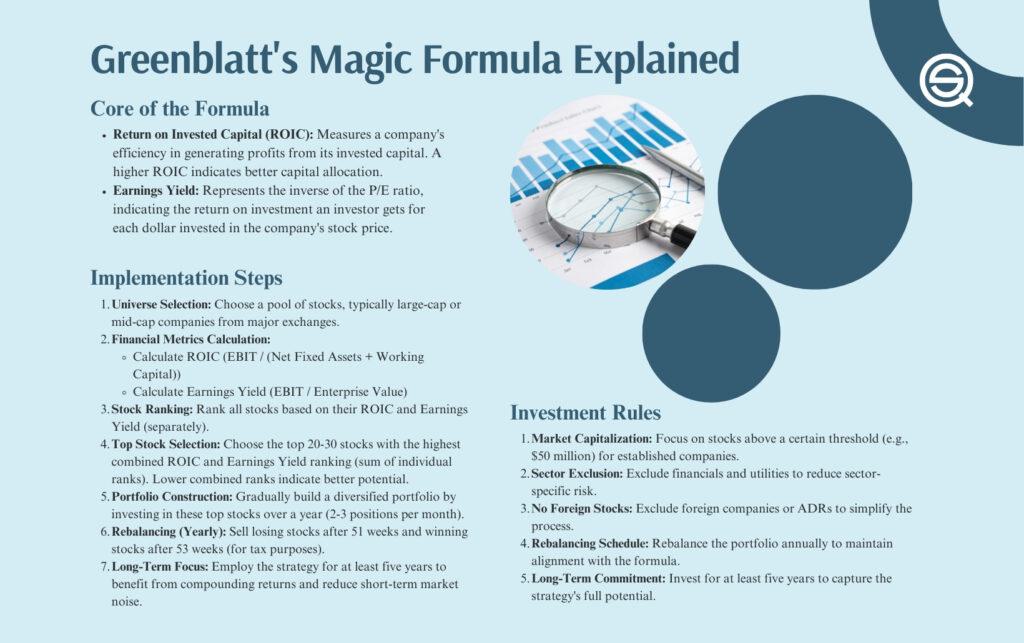 Greenblatt's Magic Formula Explained
Core of the Formula
• Return on Invested Capital (ROIC): Measures a company's
efficiency in generating profits from its invested capital. A
higher ROIC indicates better capital allocation.
• Earnings Yield: Represents the inverse of the P/E ratio,
indicating the return on investment an investor gets for
each dollar invested in the company's stock price.
Implementation Steps
1. Universe Selection: Choose a pool of stocks, typically large-cap or
mid-cap companies from major exchanges.
2. Financial Metrics Calculation:
◦ Calculate ROIC (EBIT / (Net Fixed Assets + Working
Capital))
◦ Calculate Earnings Yield (EBIT / Enterprise Value)
3. Stock Ranking: Rank all stocks based on their ROIC and Earnings
Yield (separately).
4. Top Stock Selection: Choose the top 20-30 stocks with the highest
combined ROIC and Earnings Yield ranking (sum of individual
ranks). Lower combined ranks indicate better potential.
5. Portfolio Construction: Gradually build a diversified portfolio by
investing in these top stocks over a year (2-3 positions per month).
6. Rebalancing (Yearly): Sell losing stocks after 51 weeks and winning
stocks after 53 weeks (for tax purposes).
7. Long-Term Focus: Employ the strategy for at least five years to
benefit from compounding returns and reduce short-term market
noise.
Investment Rules
1. Market Capitalization: Focus on stocks above a certain threshold (e.g.,
$50 million) for established companies.
2. Sector Exclusion: Exclude financials and utilities to reduce sector-
specific risk.
3. No Foreign Stocks: Exclude foreign companies or ADRs to simplify the
process.
4. Rebalancing Schedule: Rebalance the portfolio annually to maintain
alignment with the formula.
5. Long-Term Commitment: Invest for at least five years to capture the
strategy's full potential.